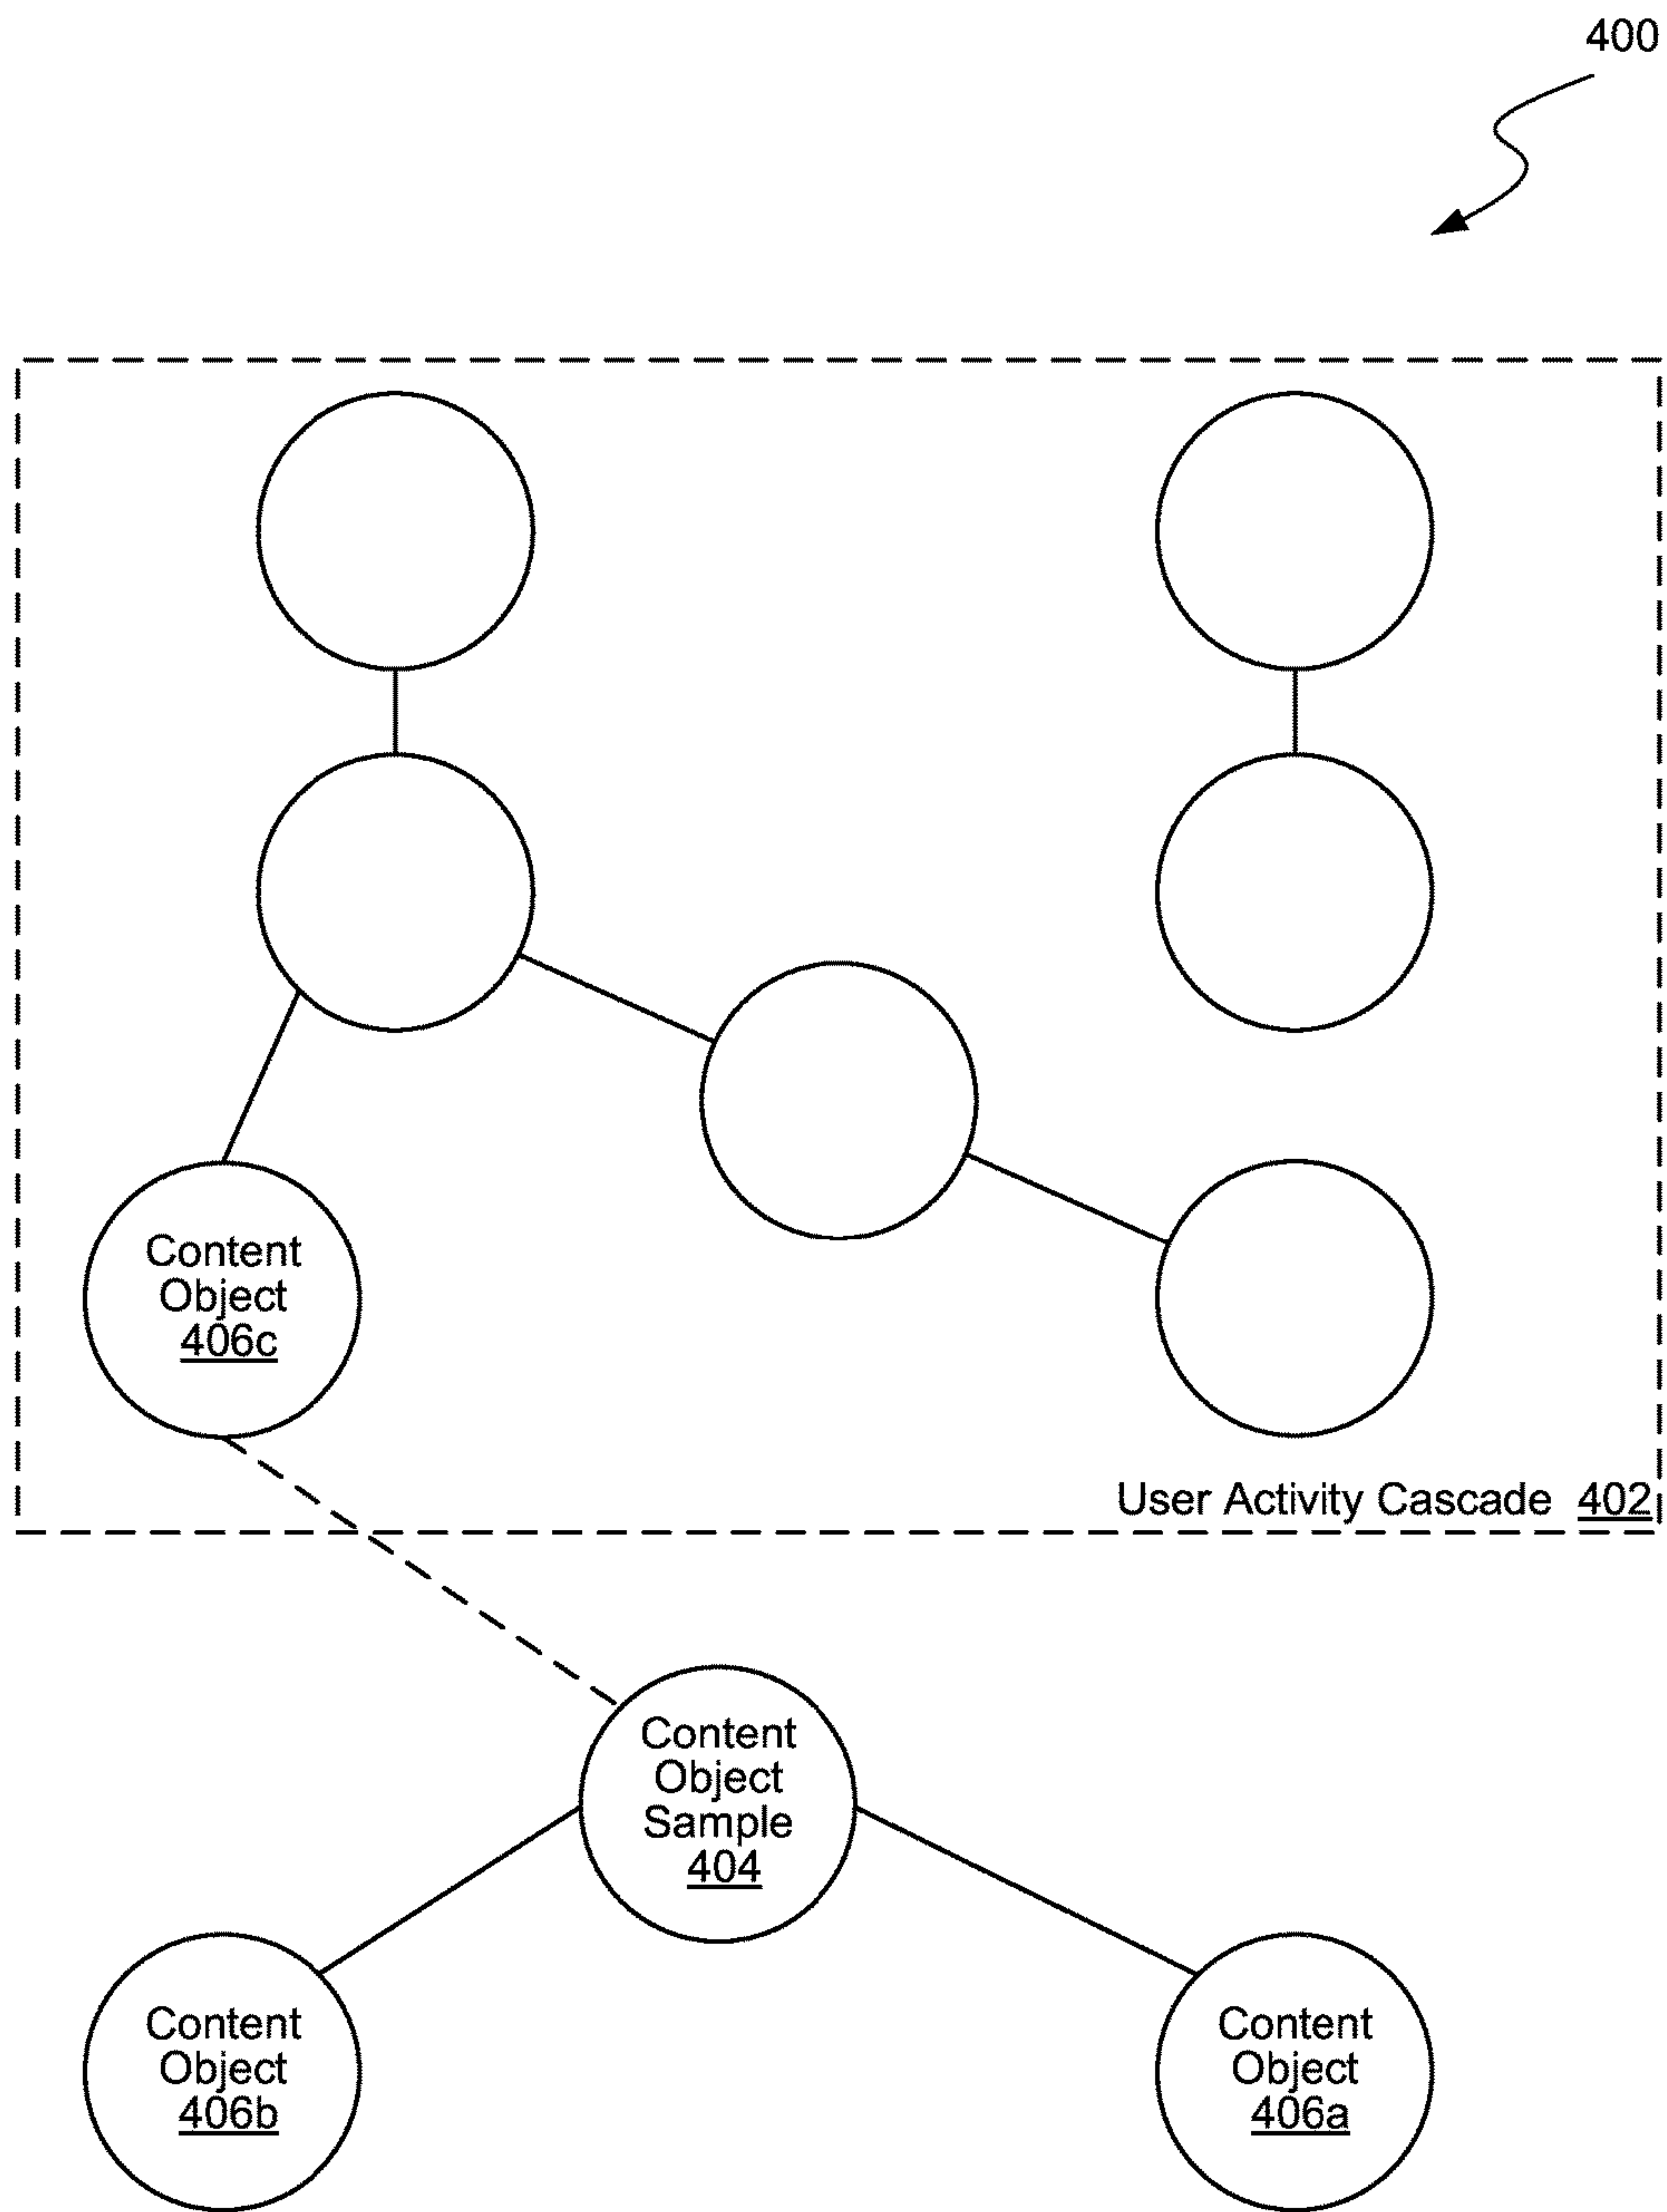 400
Content
Object
406c
User Activity Cascade 402
Content
Object
Sample
404
Content
Object
406b
Content
Object
406a